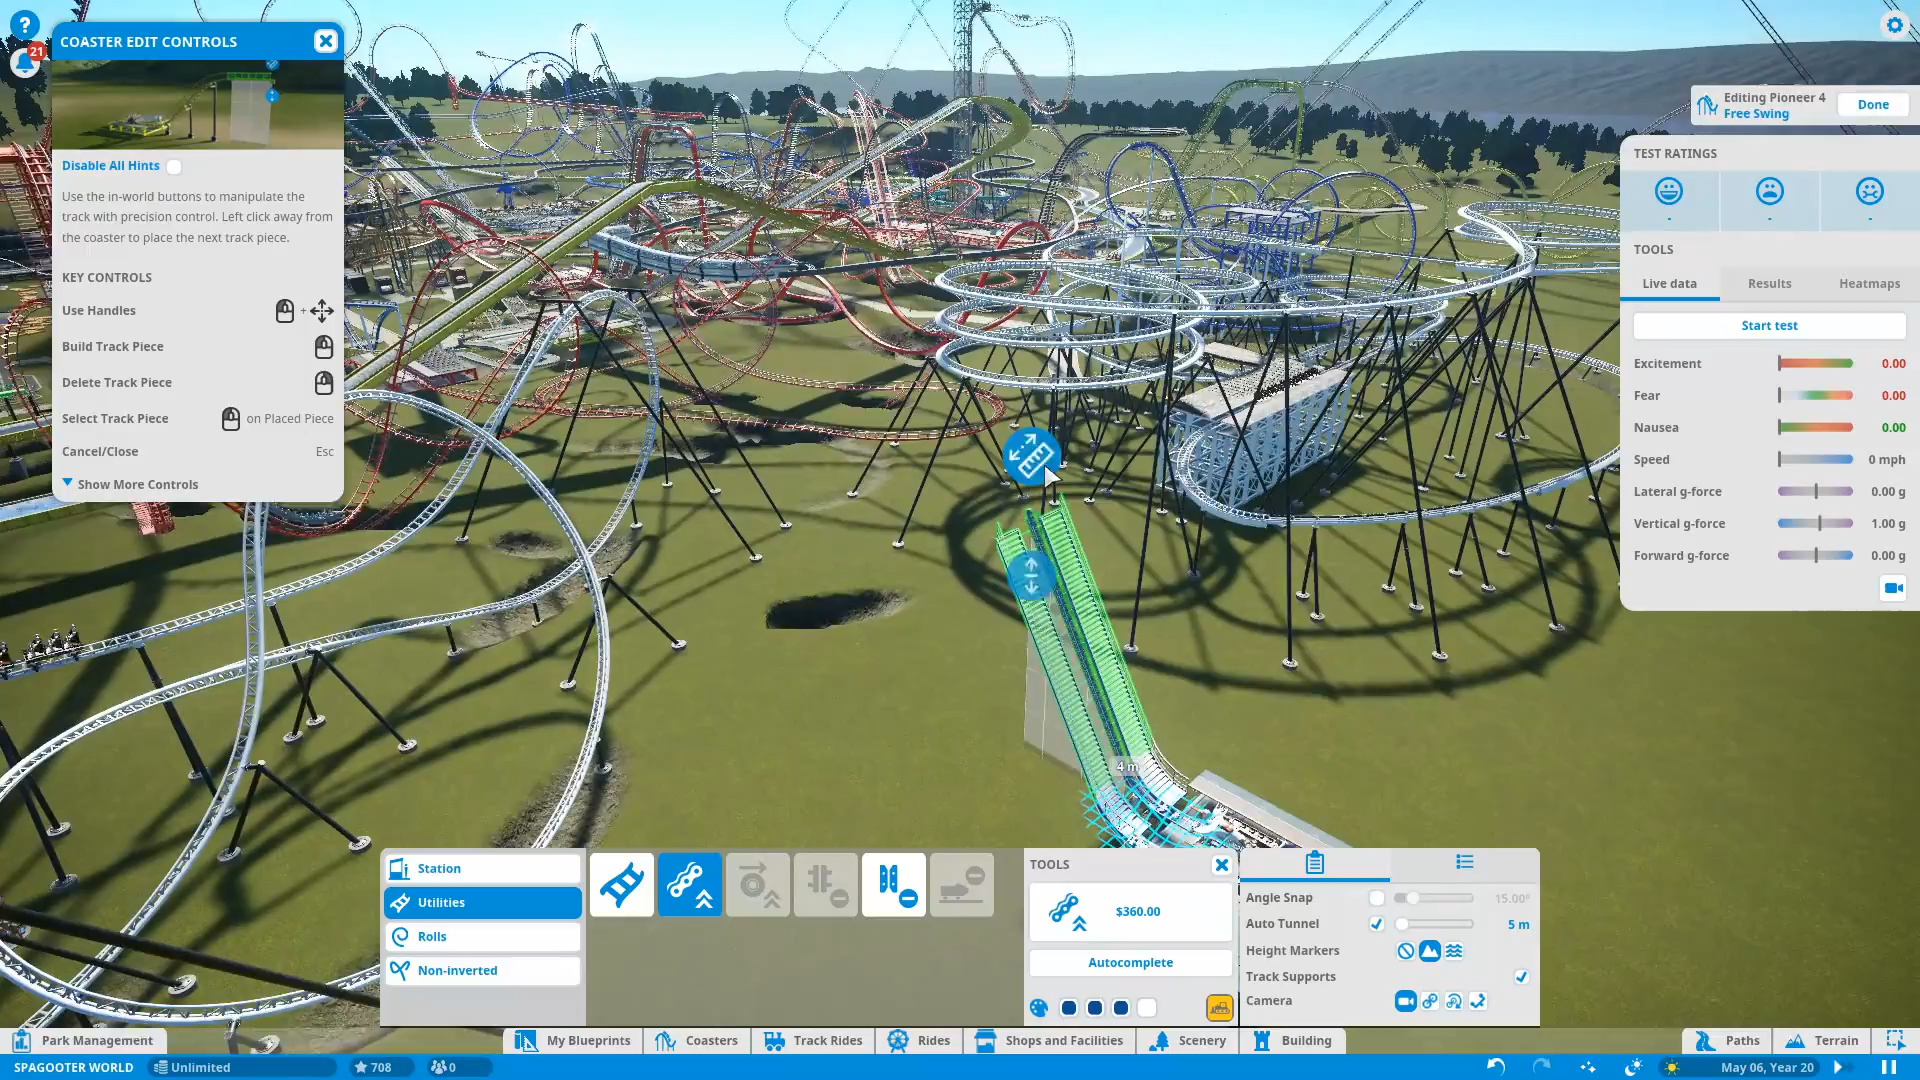 ?
21
COASTER EDIT CONTROLS
Disable All Hints
Use the in-world buttons to manipulate the
track with precision control. Left click away from
the coaster to place the next track piece.
KEY CONTROLS
Use Handles +
Build Track Piece
Delete Track Piece
Select Track Piece on Placed Piece
Cancel/Close Esc
Show More Controls
Editing Pioneer 4
Free Swing
Done
TEST RATINGS
- - -
TOOLS
Live data Results Heatmaps
Start test
Excitement 0.00
Fear 0.00
Nausea 0.00
Speed 0 mph
Lateral g-force 0.00 g
Vertical g-force 1.00 g
Forward g-force 0.00 g
4 m
Station
Utilities
Rolls
Non-inverted
TOOLS
$360.00
Autocomplete
Angle Snap 15.00°
Auto Tunnel 5 m
Height Markers
Track Supports
Camera
Park Management
My Blueprints
Coasters
Track Rides
Rides
Shops and Facilities
Scenery
Building
Paths
Terrain
SPAGOOTER WORLD
Unlimited
708
0
May 06, Year 20